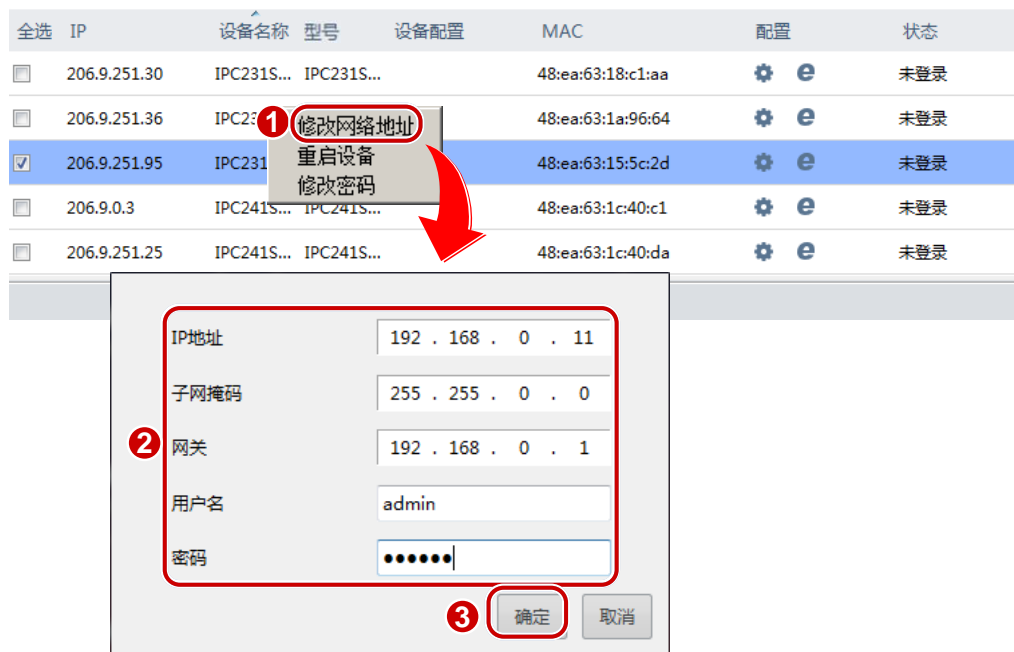 全选 IP 设备名称 型号 设备配置 MAC 配置 状态
206.9.251.30 IPC231S... IPC231S... 48:ea:63:18:c1:aa 未登录
206.9.251.36 IPC23 48:ea:63:1a:96:64 未登录
1 修改网络地址
重启设备
206.9.251.95 IPC231 48:ea:63:15:5c:2d 未登录
修改密码
206.9.0.3 IPC241S... IPC241S... 48:ea:63:1c:40:c1 未登录
206.9.251.25 IPC241S... IPC241S... 48:ea:63:1c:40:da 未登录
IP地址 192 . 168 . 0 . 11
子网掩码 255 . 255 . 0 . 0
2
网关 192 . 168 . 0 . 1
用户名 admin
密码 ●●●●●●
3 确定 取消